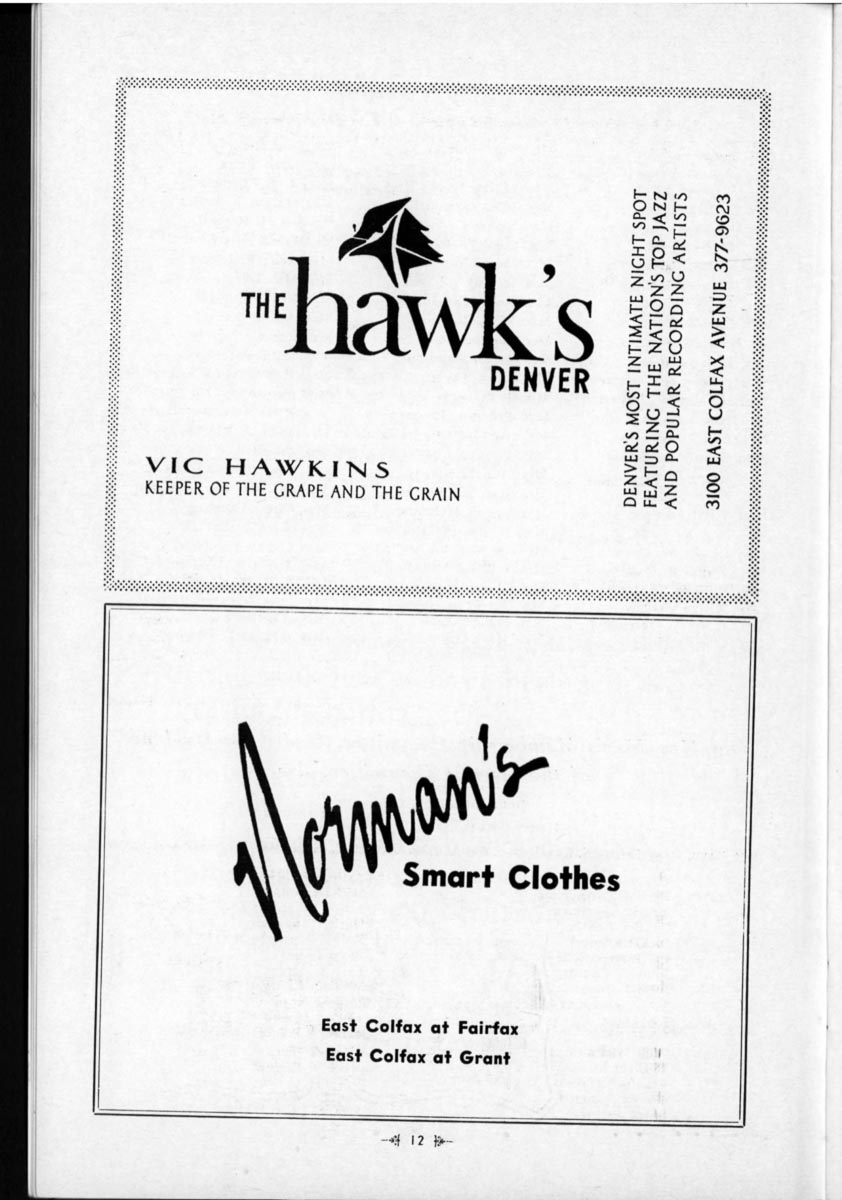 THE hawk's
DENVER
VIC HAWKINS
KEEPER OF THE GRAPE AND THE GRAIN
DENVER'S MOST INTIMATE NIGHT SPOT
FEATURING THE NATION'S TOP JAZZ
AND POPULAR RECORDING ARTISTS
3100 EAST COLFAX AVENUE 377-9623
Norman's
Smart Clothes
East Colfax at Fairfax
East Colfax at Grant
12